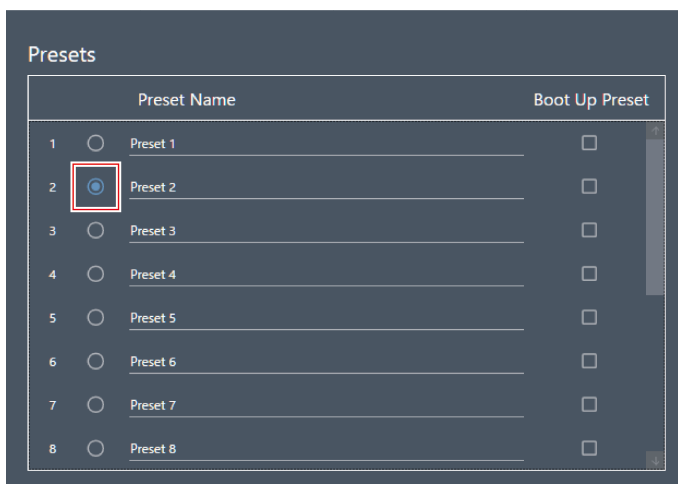 Presets
Preset Name Boot Up Preset
1 Preset 1
2 Preset 2
3 Preset 3
4 Preset 4
5 Preset 5
6 Preset 6
7 Preset 7
8 Preset 8